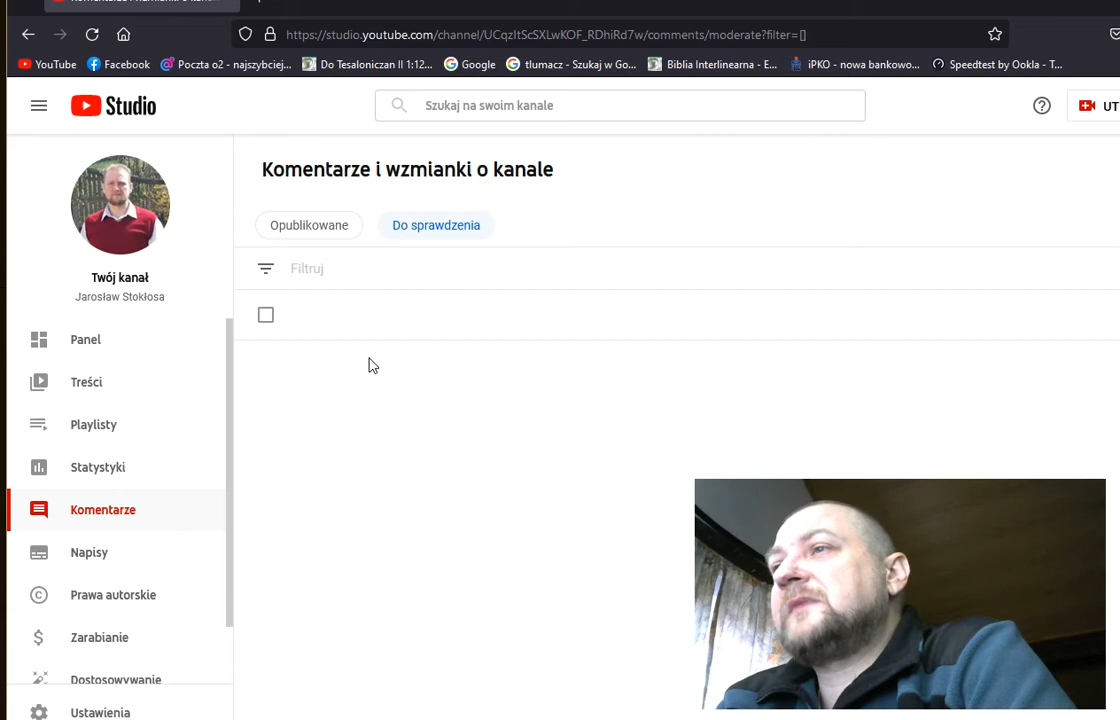 https://studio.youtube.com/channel/UCqzItScSXLwKOF_RDhiRd7w/comments/moderate?filter=[]
YouTube Facebook Poczta o2 - najszybciej... Do Tesaloniczan II 1:12... Google tłumacz - Szukaj w Go... Biblia Interlinearna - E... iPKO - nowa bankowo... Speedtest by Ookla - T...
Studio
Szukaj na swoim kanale
UT
Komentarze i wzmianki o kanale
Opublikowane
Do sprawdzenia
Filtruj
Twój kanał
Jarosław Stokłosa
Panel
Treści
Playlisty
Statystyki
Komentarze
Napisy
Prawa autorskie
Zarabianie
Dostosowywanie
Ustawienia